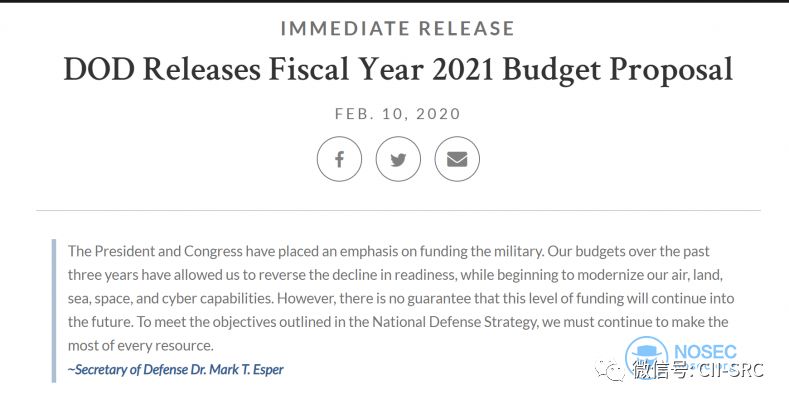 IMMEDIATE RELEASE
DOD Releases Fiscal Year 2021 Budget Proposal
FEB. 10, 2020
The President and Congress have placed an emphasis on funding the military. Our budgets over the past
three years have allowed us to reverse the decline in readiness, while beginning to modernize our air, land,
sea, space, and cyber capabilities. However, there is no guarantee that this level of funding will continue into
the future. To meet the objectives outlined in the National Defense Strategy, we must continue to make the
most of every resource.
~Secretary of Defense Dr. Mark T. Esper
NOSEC
微信号: CII-SRC